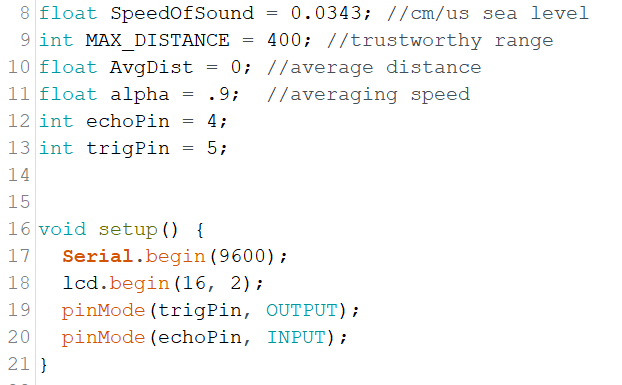 8 float SpeedOfSound = 0.0343; //cm/us sea level
9 int MAX_DISTANCE = 400; //trustworthy range
10 float AvgDist = 0; //average distance
11 float alpha = .9;  //averaging speed
12 int echoPin = 4;
13 int trigPin = 5;
14
15
16 void setup() {
17   Serial.begin(9600);
18   lcd.begin(16, 2);
19   pinMode(trigPin, OUTPUT);
20   pinMode(echoPin, INPUT);
21 }